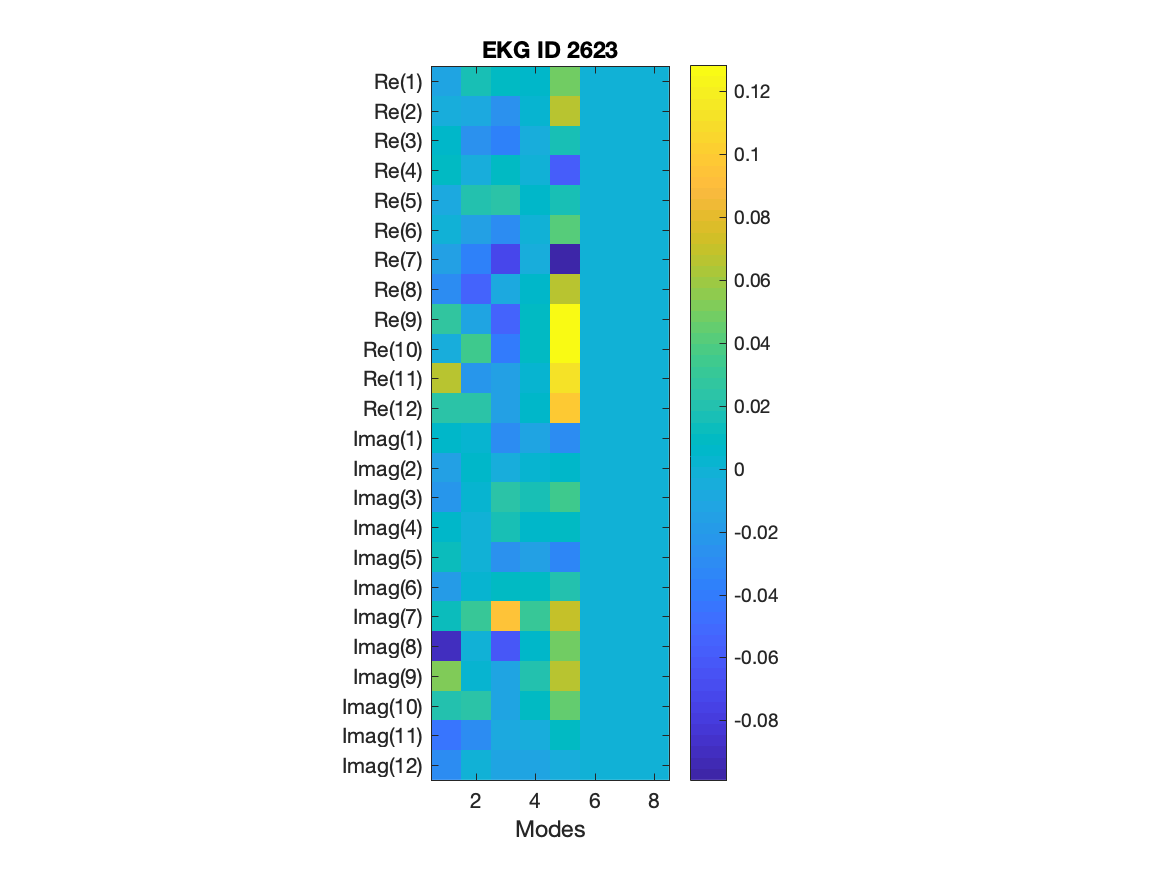 EKG ID 2623
Re(1)
Re(2)
Re(3)
Re(4)
Re(5)
Re(6)
Re(7)
Re(8)
Re(9)
Re(10)
Re(11)
Re(12)
Imag(1)
Imag(2)
Imag(3)
Imag(4)
Imag(5)
Imag(6)
Imag(7)
Imag(8)
Imag(9)
Imag(10)
Imag(11)
Imag(12)
2 4 6 8
Modes
0.12
0.1
0.08
0.06
0.04
0.02
0
-0.02
-0.04
-0.06
-0.08